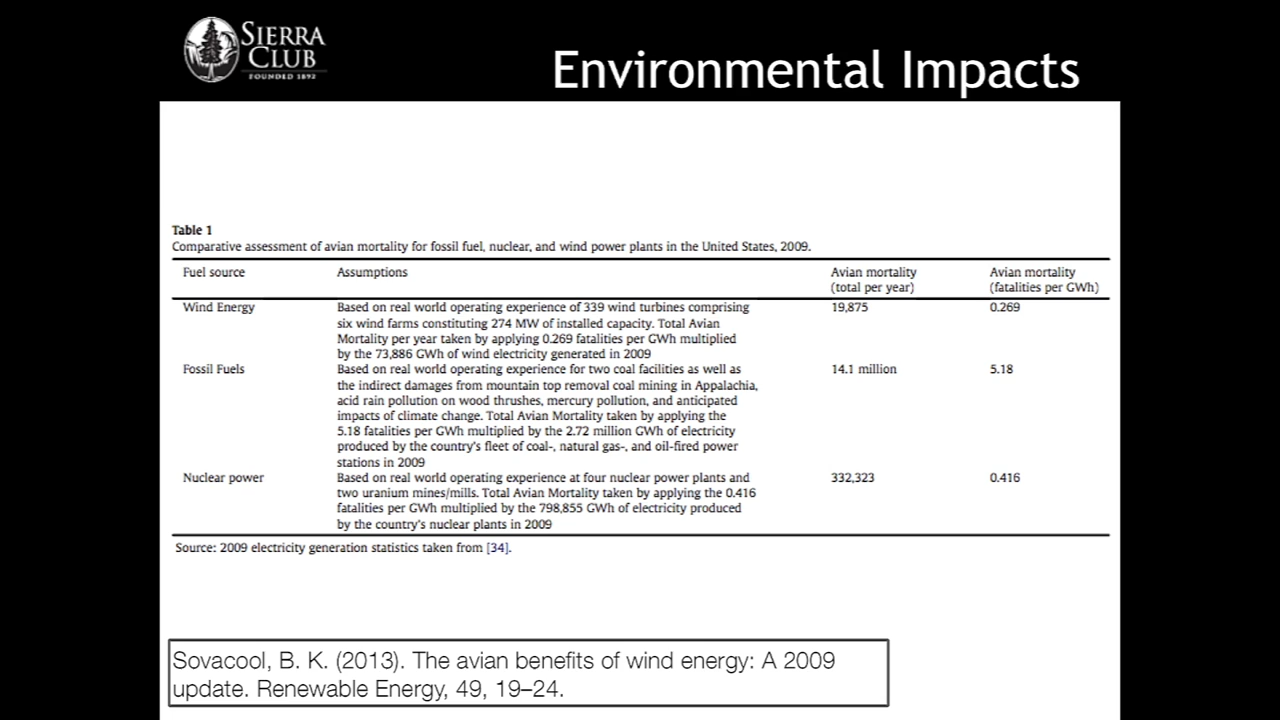 SIERRA
CLUB
FOUNDED 1892
Environmental Impacts
Table 1
Comparative assessment of avian mortality for fossil fuel, nuclear, and wind power plants in the United States, 2009.
Fuel source Assumptions Avian mortality Avian mortality
(total per year) (fatalities per GWh)
Wind Energy Based on real world operating experience of 339 wind turbines comprising 19,875 0.269
six wind farms constituting 274 MW of installed capacity. Total Avian
Mortality per year taken by applying 0.269 fatalities per GWh multiplied
by the 73,886 GWh of wind electricity generated in 2009
Fossil Fuels Based on real world operating experience for two coal facilities as well as 14.1 million 5.18
the indirect damages from mountain top removal coal mining in Appalachia,
acid rain pollution on wood thrushes, mercury pollution, and anticipated
impacts of climate change. Total Avian Mortality taken by applying the
5.18 fatalities per GWh multiplied by the 2.72 million GWh of electricity
produced by the country's fleet of coal-, natural gas-, and oil-fired power
stations in 2009
Nuclear power Based on real world operating experience at four nuclear power plants and 332,323 0.416
two uranium mines/mills. Total Avian Mortality taken by applying the 0.416
fatalities per GWh multiplied by the 798,855 GWh of electricity produced
by the country's nuclear plants in 2009
Source: 2009 electricity generation statistics taken from [34].
Sovacool, B. K. (2013). The avian benefits of wind energy: A 2009
update. Renewable Energy, 49, 19–24.